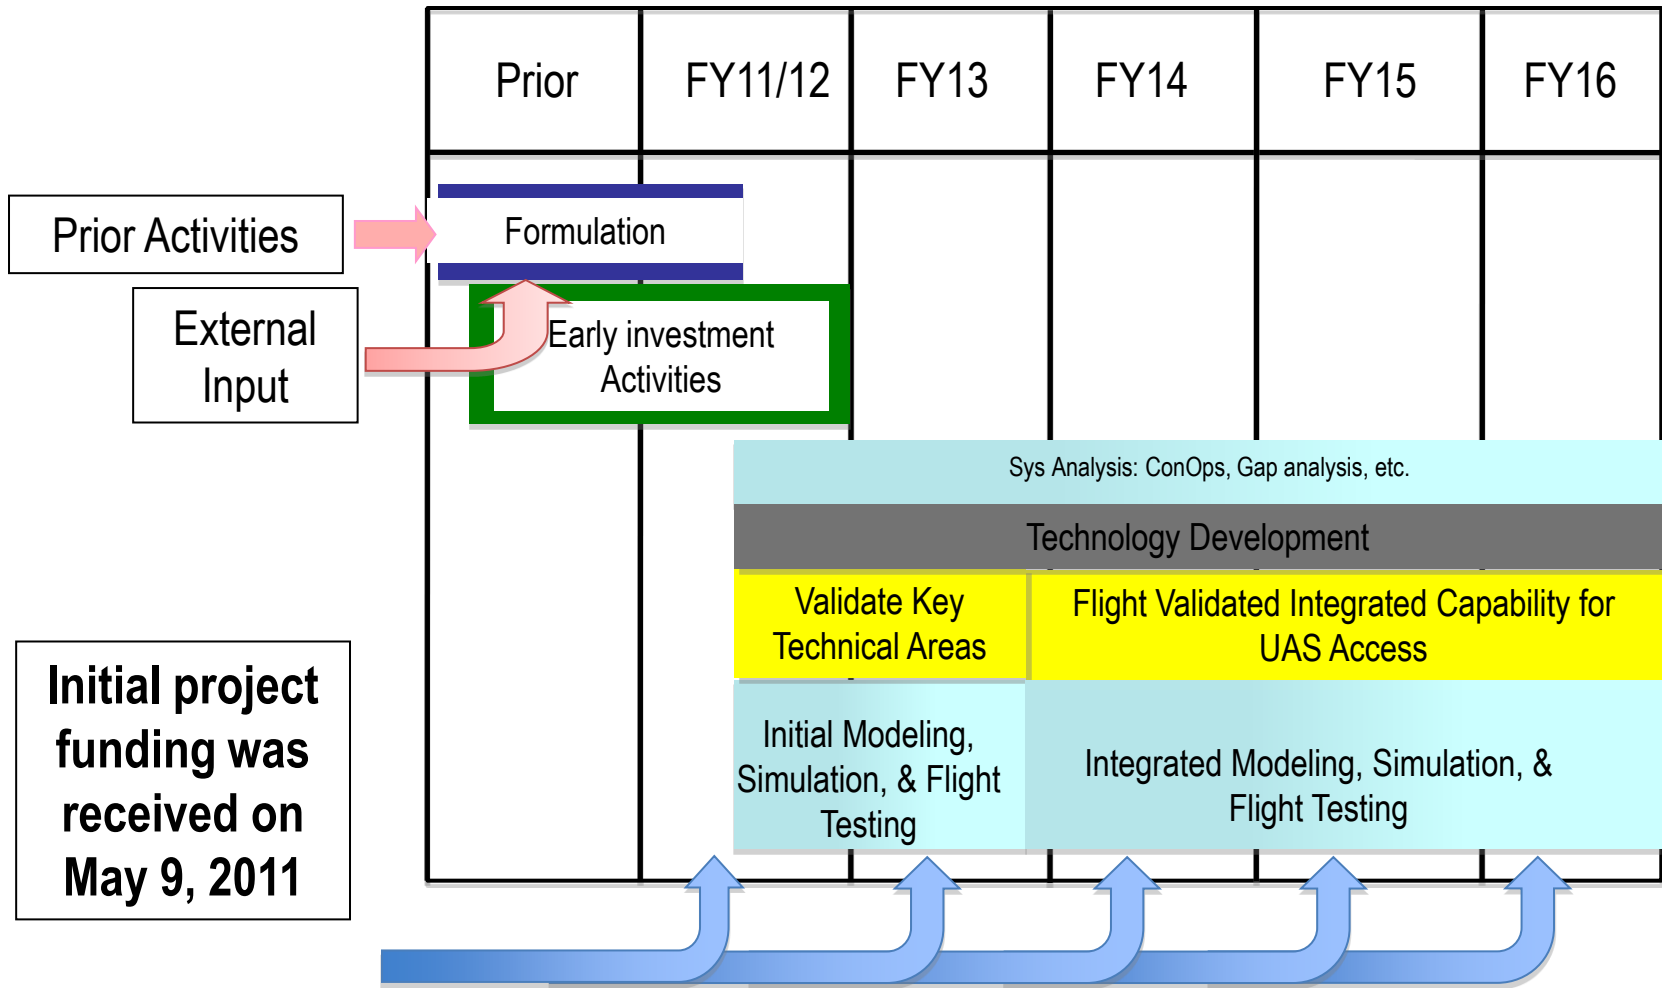 Prior FY11/12 FY13 FY14 FY15 FY16
Prior Activities
Formulation
External
Input
Early investment
Activities
Sys Analysis: ConOps, Gap analysis, etc.
Technology Development
Validate Key
Technical Areas
Flight Validated Integrated Capability for
UAS Access
Initial Modeling,
Simulation, & Flight
Testing
Integrated Modeling, Simulation, &
Flight Testing
Initial project
funding was
received on
May 9, 2011